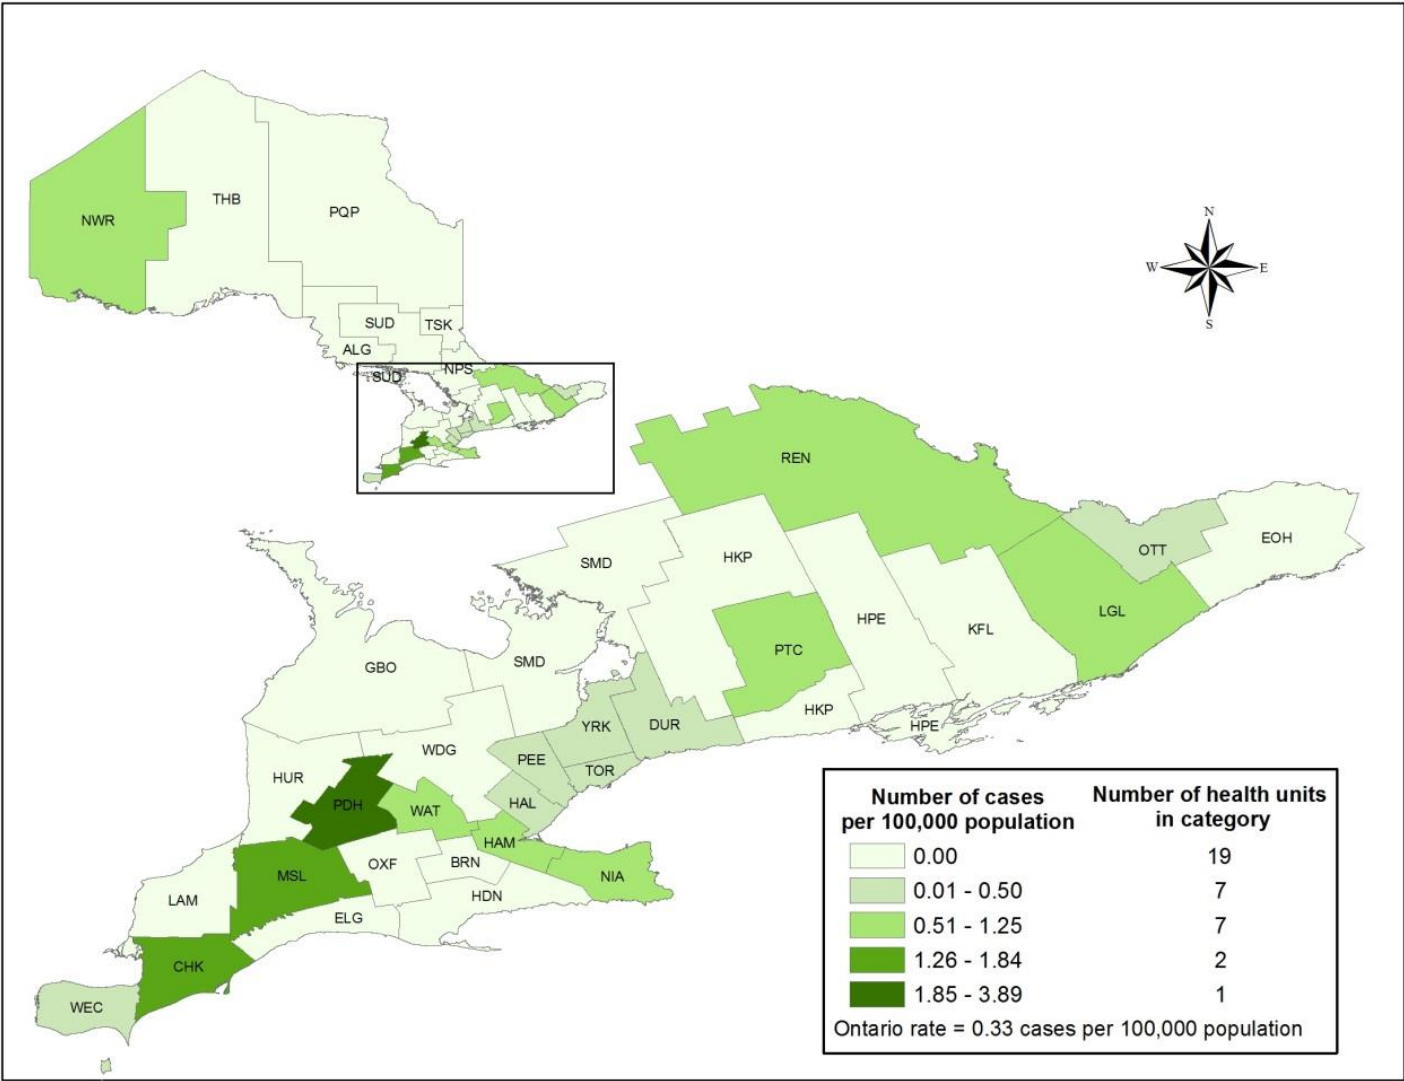 N
W E
S
NWR
THB
PQP
SUD
TSK
ALG
SUD
NPS
REN
SMD
HKP
OTT
EOH
HPE
KFL
LGL
PTC
GBO
SMD
HKP
HPE
YRK
DUR
WDG
PEE
TOR
HUR
PDH
WAT
HAL
HAM
MSL
OXF
BRN
NIA
LAM
ELG
HDN
CHK
WEC
Number of cases per 100,000 population
Number of health units in category
0.00 19
0.01 - 0.50 7
0.51 - 1.25 7
1.26 - 1.84 2
1.85 - 3.89 1
Ontario rate = 0.33 cases per 100,000 population